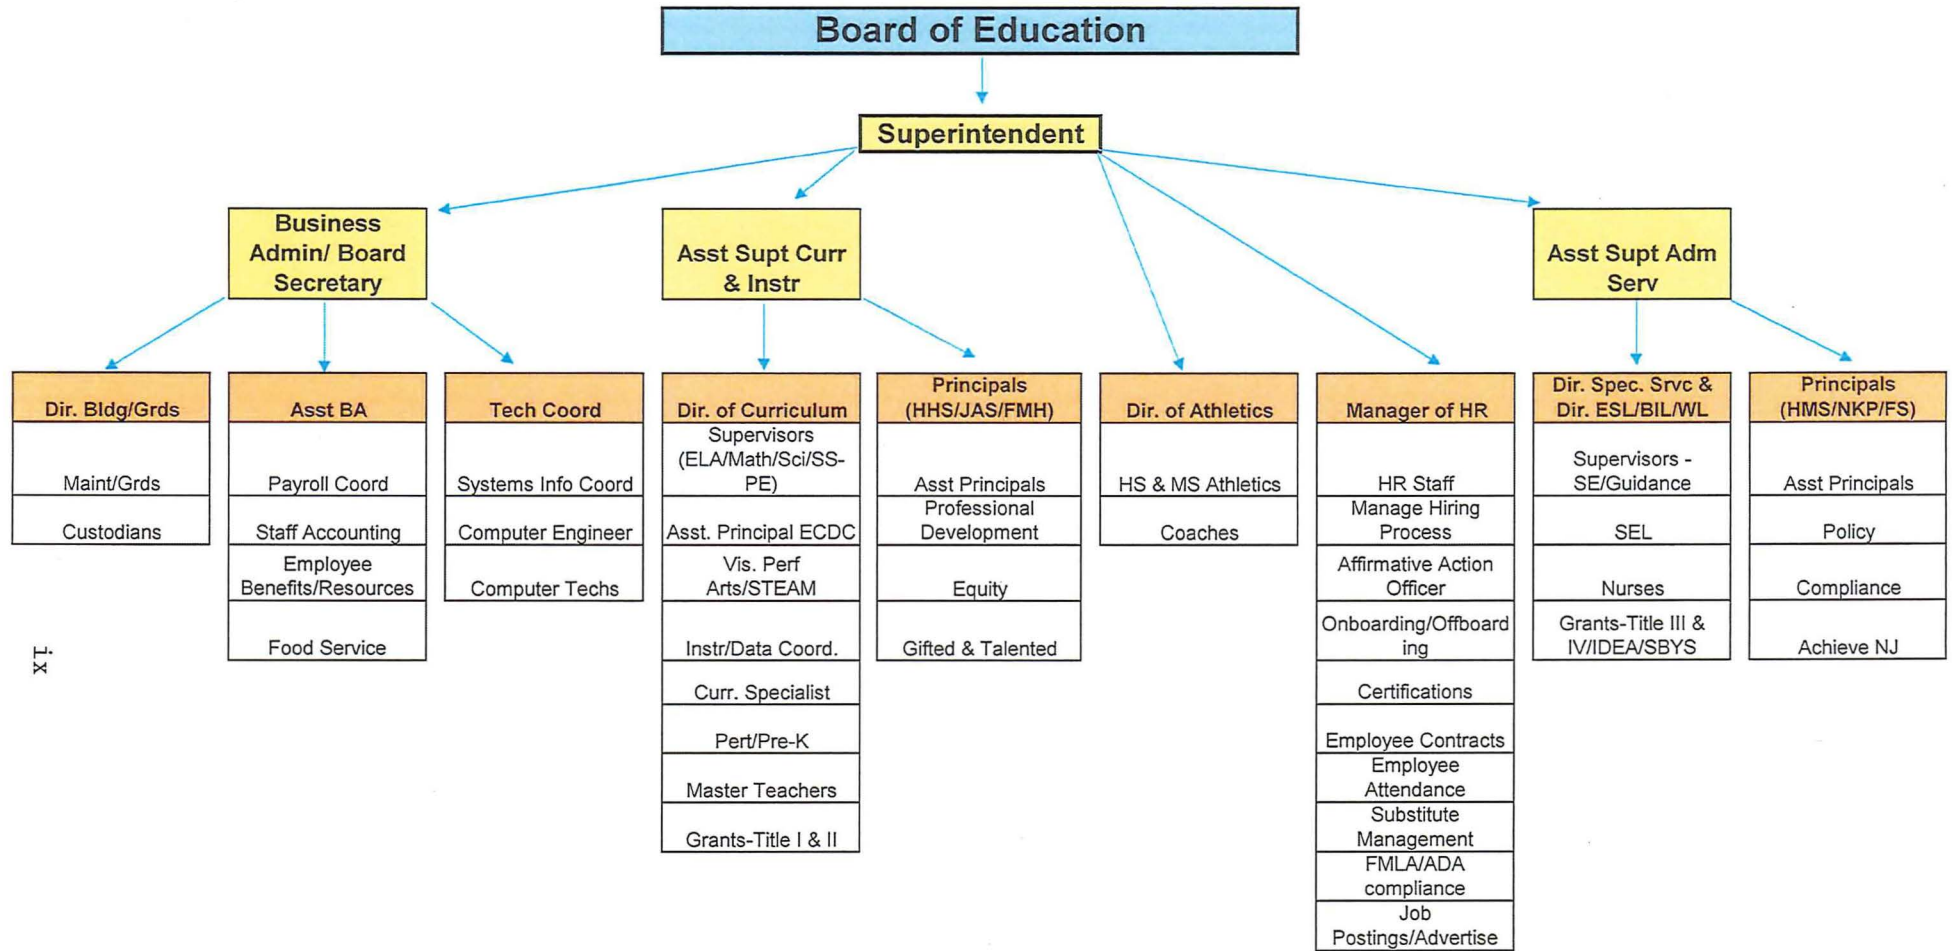 Board of Education
Superintendent
Business
Admin/ Board
Secretary
Asst Supt Curr
& Instr
Asst Supt Adm
Serv
Dir. Bldg/Grds
Maint/Grds
Custodians
Asst BA
Payroll Coord
Staff Accounting
Employee
Benefits/Resources
Food Service
Tech Coord
Systems Info Coord
Computer Engineer
Computer Techs
Dir. of Curriculum
Supervisors
(ELA/Math/Sci/SS-
PE)
Asst. Principal ECDC
Vis. Perf
Arts/STEAM
Instr/Data Coord.
Curr. Specialist
Pert/Pre-K
Master Teachers
Grants-Title I & II
Principals
(HHS/JAS/FMH)
Asst Principals
Professional
Development
Equity
Gifted & Talented
Dir. of Athletics
HS & MS Athletics
Coaches
Manager of HR
HR Staff
Manage Hiring
Process
Affirmative Action
Officer
Onboarding/Offboard
ing
Certifications
Employee Contracts
Employee
Attendance
Substitute
Management
FMLA/ADA
compliance
Job
Postings/Advertise
Dir. Spec. Srvc &
Dir. ESL/BIL/WL
Supervisors -
SE/Guidance
SEL
Nurses
Grants-Title III &
IV/IDEA/SBYS
Principals
(HMS/NKP/FS)
Asst Principals
Policy
Compliance
Achieve NJ
ix